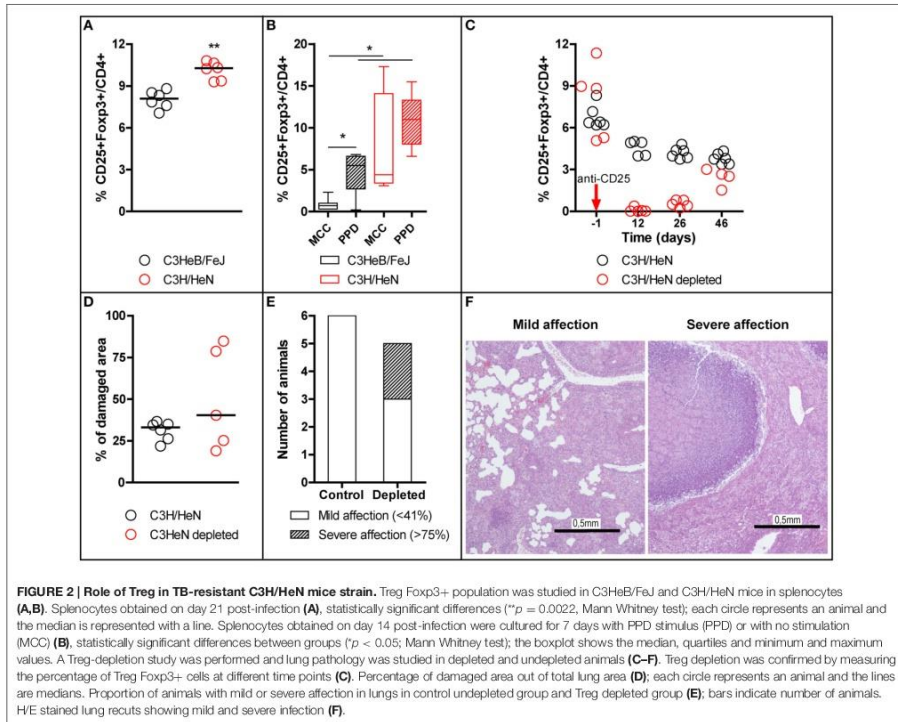 A
12
9
6
3
0
% CD25+Foxp3+/CD4+
**
C3HeB/FeJ
C3H/HeN
B
20
15
10
5
0
% CD25+Foxp3+/CD4+
*
*
MCC
PPD
MCC
PPD
C3HeB/FeJ
C3H/HeN
C
12
9
6
3
0
% CD25+Foxp3+/CD4+
anti-CD25
-1
12
26
46
Time (days)
C3H/HeN
C3H/HeN depleted
D
100
75
50
25
0
% of damaged area
C3H/HeN
C3HeN depleted
E
6
5
4
3
2
1
0
Number of animals
Control
Depleted
Mild affection (<41%)
Severe affection (>75%)
F
Mild affection
Severe affection
0,5mm
0,5mm
FIGURE 2 | Role of Treg in TB-resistant C3H/HeN mice strain. Treg Foxp3+ population was studied in C3HeB/FeJ and C3H/HeN mice in splenocytes
(A,B). Splenocytes obtained on day 21 post-infection (A), statistically significant differences (**p = 0.0022, Mann Whitney test); each circle represents an animal and
the median is represented with a line. Splenocytes obtained on day 14 post-infection were cultured for 7 days with PPD stimulus (PPD) or with no stimulation
(MCC) (B), statistically significant differences between groups (*p < 0.05; Mann Whitney test); the boxplot shows the median, quartiles and minimum and maximum
values. A Treg-depletion study was performed and lung pathology was studied in depleted and undepleted animals (C–F). Treg depletion was confirmed by measuring
the percentage of Treg Foxp3+ cells at different time points (C). Percentage of damaged area out of total lung area (D); each circle represents an animal and the lines
are medians. Proportion of animals with mild or severe affection in lungs in control undepleted group and Treg depleted group (E); bars indicate number of animals.
H/E stained lung recuts showing mild and severe infection (F).